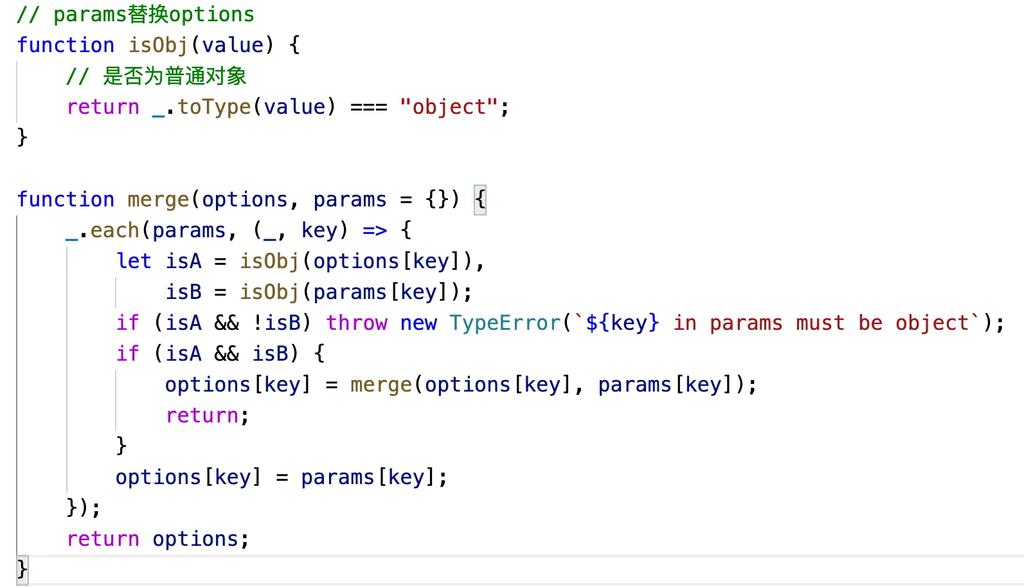 // params替换options
function isObj(value) {
    // 是否为普通对象
    return _.toType(value) === "object";
}

function merge(options, params = {}) {
    _.each(params, (_, key) => {
        let isA = isObj(options[key]),
            isB = isObj(params[key]);
        if (isA && !isB) throw new TypeError(`${key} in params must be object`);
        if (isA && isB) {
            options[key] = merge(options[key], params[key]);
            return;
        }
        options[key] = params[key];
    });
    return options;
}